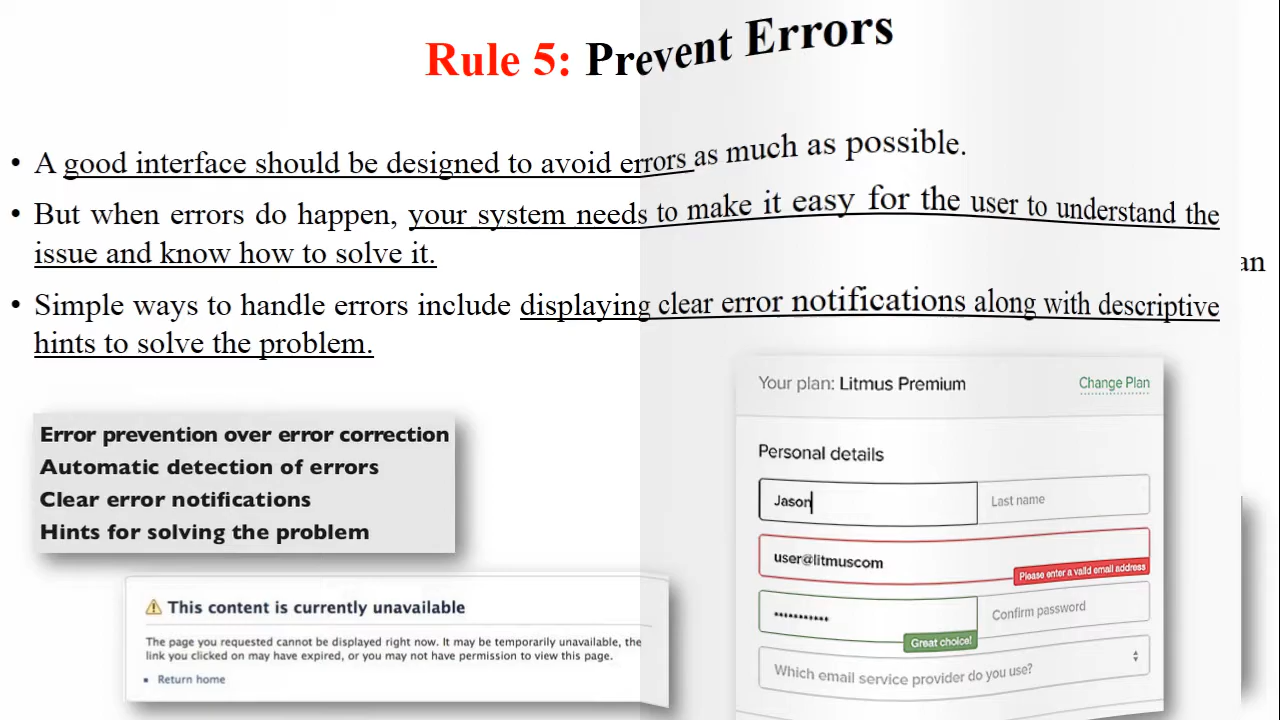 Rule 5: Prevent Errors
• A good interface should be designed to avoid errors as much as possible.
• But when errors do happen, your system needs to make it easy for the user to understand the
issue and know how to solve it.
an
• Simple ways to handle errors include displaying clear error notifications along with descriptive
hints to solve the problem.
Error prevention over error correction
Automatic detection of errors
Clear error notifications
Hints for solving the problem
This content is currently unavailable
The page you requested cannot be displayed right now. It may be temporarily unavailable, the
link you clicked on may have expired, or you may not have permission to view this page.
Return home
Your plan: Litmus Premium
Change Plan
Personal details
Jason
Last name
user@litmuscom
Please enter a valid email address
Confirm password
Great choice!
Which email service provider do you use?